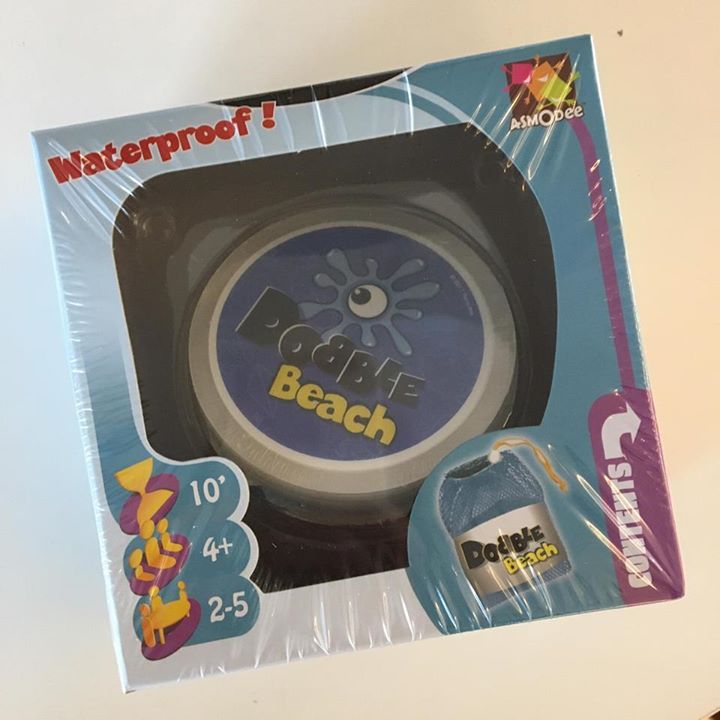 Waterproof!
ASMODEE
DOBBLE
Beach
10'
4+
2-5
DOBBLE
Beach
CONTENTS